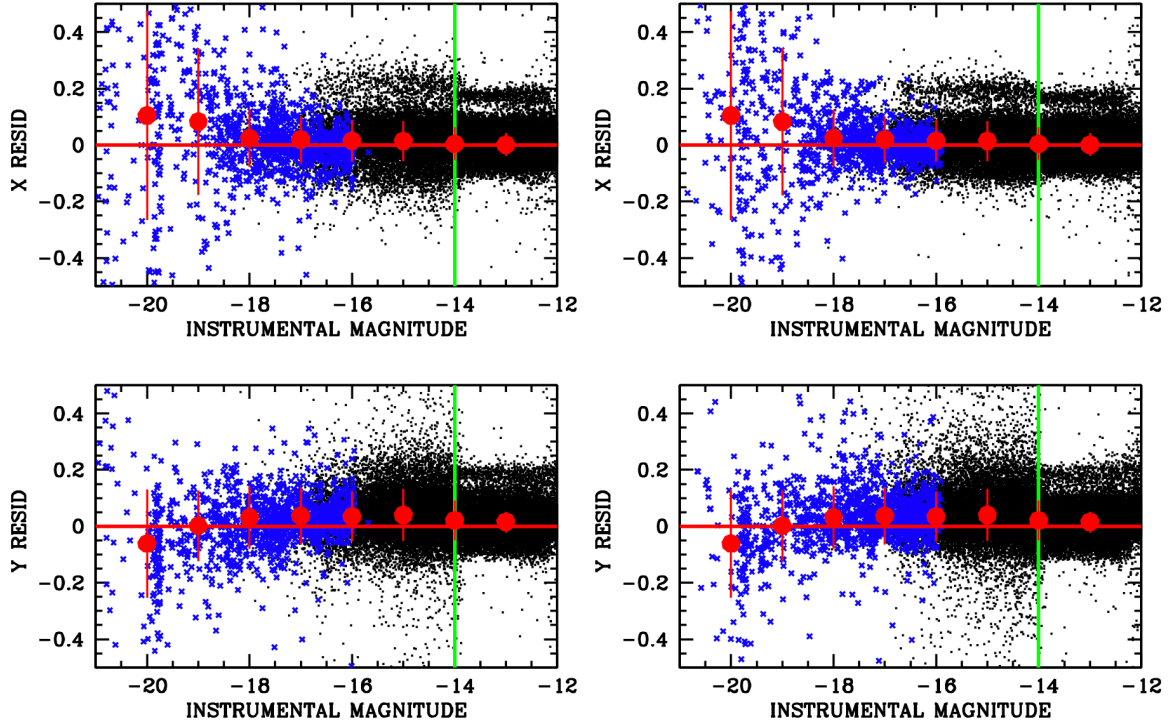 0.4 0.4
0.2 0.2
X RESID 0 X RESID 0
−0.2 −0.2
−0.4 −0.4
−20 −18 −16 −14 −12 −20 −18 −16 −14 −12
INSTRUMENTAL MAGNITUDE INSTRUMENTAL MAGNITUDE
0.4 0.4
0.2 0.2
Y RESID 0 Y RESID 0
−0.2 −0.2
−0.4 −0.4
−20 −18 −16 −14 −12 −20 −18 −16 −14 −12
INSTRUMENTAL MAGNITUDE INSTRUMENTAL MAGNITUDE